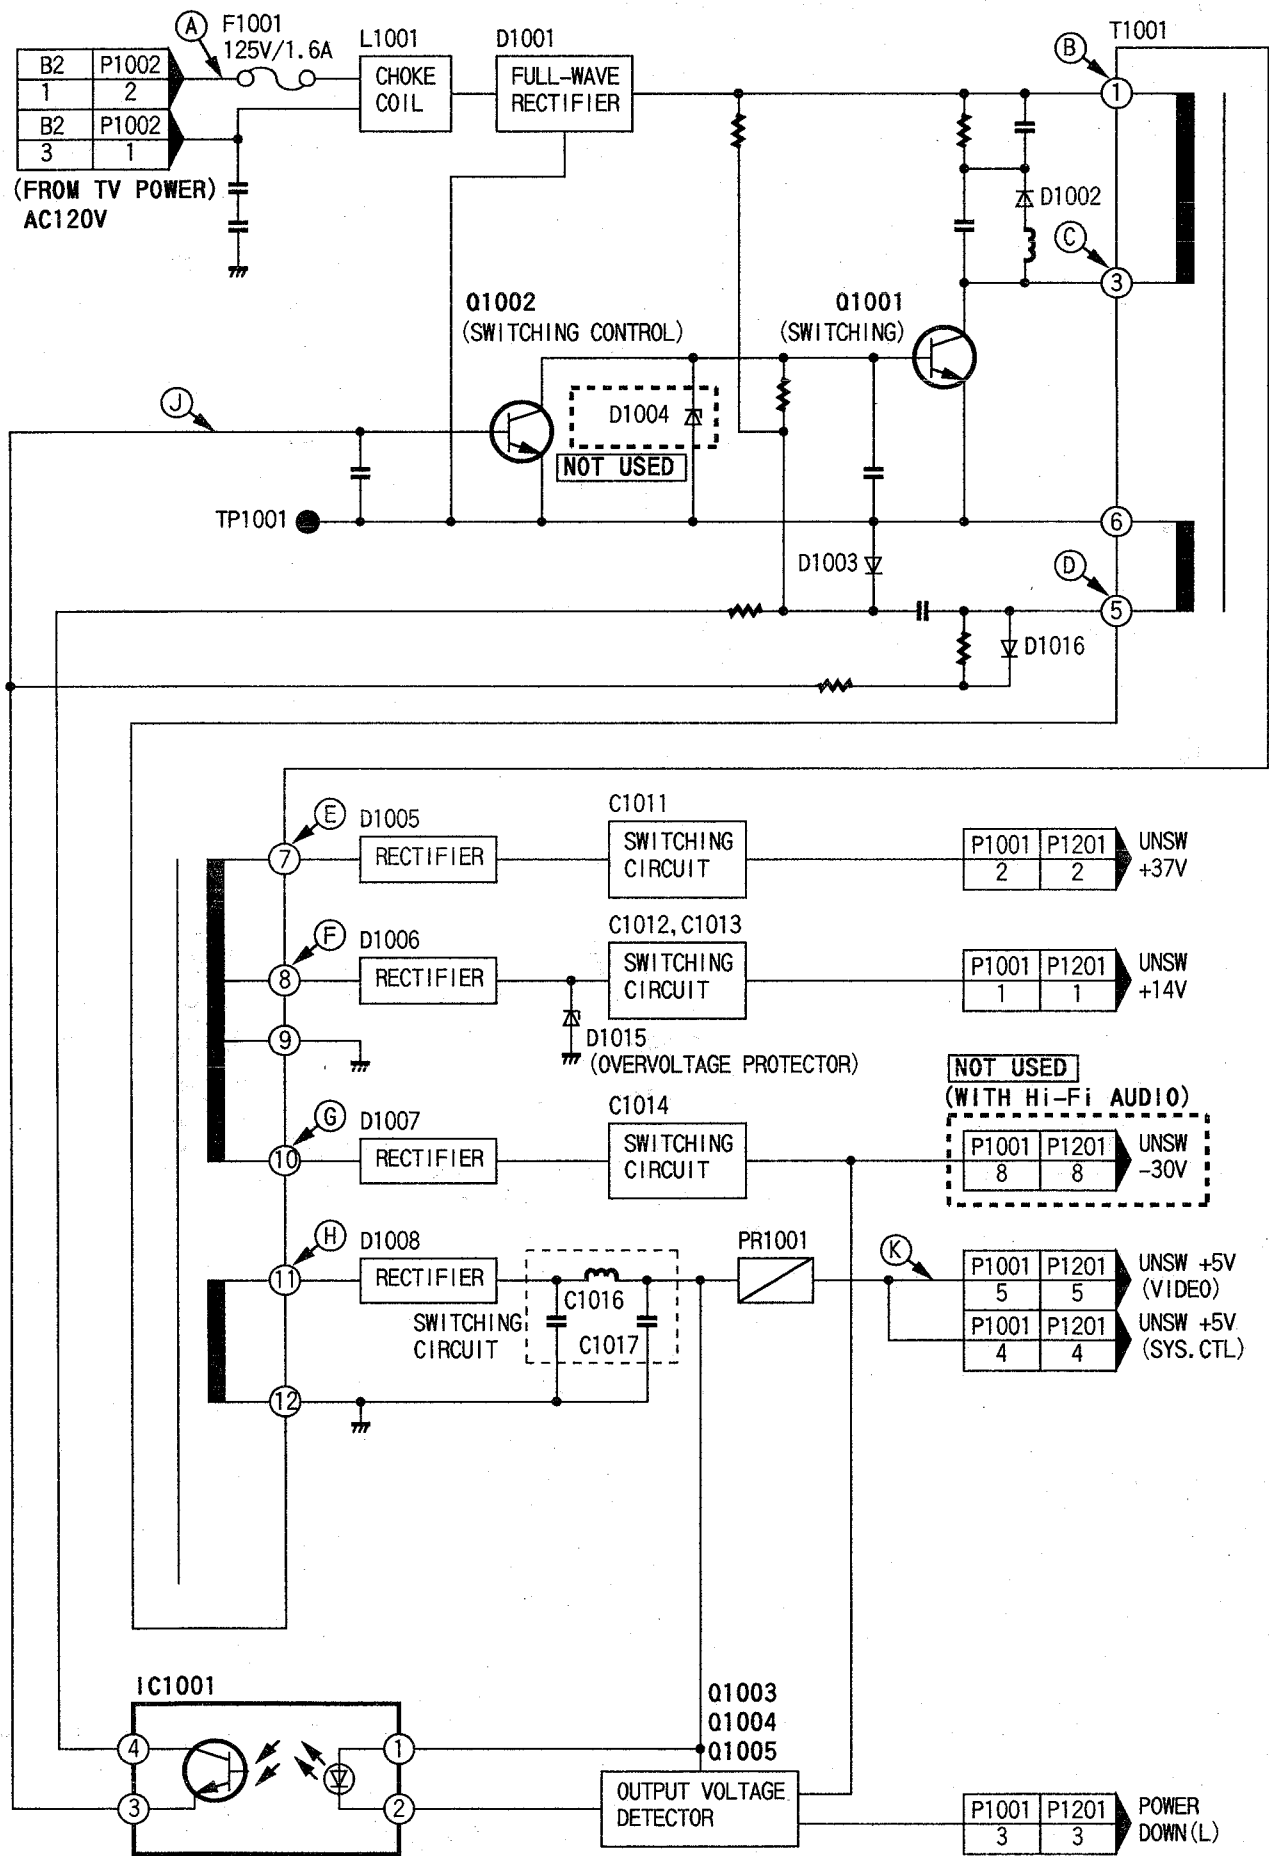 A
F1001
125V/1.6A
L1001
D1001
T1001
B
B2 P1002
1 2
B2 P1002
3 1
(FROM TV POWER)
AC120V
CHOKE
COIL
FULL-WAVE
RECTIFIER
1
D1002
C
3
Q1002
(SWITCHING CONTROL)
Q1001
(SWITCHING)
J
D1004
NOT USED
TP1001
6
D1003
D
5
D1016
E
D1005
C1011
7
RECTIFIER
SWITCHING
CIRCUIT
P1001 P1201
2 2
UNSW
+37V
F
D1006
C1012, C1013
8
RECTIFIER
SWITCHING
CIRCUIT
P1001 P1201
1 1
UNSW
+14V
9
D1015
(OVERVOLTAGE PROTECTOR)
NOT USED
(WITH Hi-Fi AUDIO)
G
D1007
C1014
10
RECTIFIER
SWITCHING
CIRCUIT
P1001 P1201
8 8
UNSW
-30V
H
D1008
PR1001
K
11
RECTIFIER
SWITCHING
CIRCUIT
C1016
C1017
P1001 P1201
5 5
UNSW +5V
(VIDEO)
P1001 P1201
4 4
UNSW +5V
(SYS.CTL)
12
IC1001
Q1003
Q1004
Q1005
4
1
3
2
OUTPUT VOLTAGE
DETECTOR
P1001 P1201
3 3
POWER
DOWN(L)